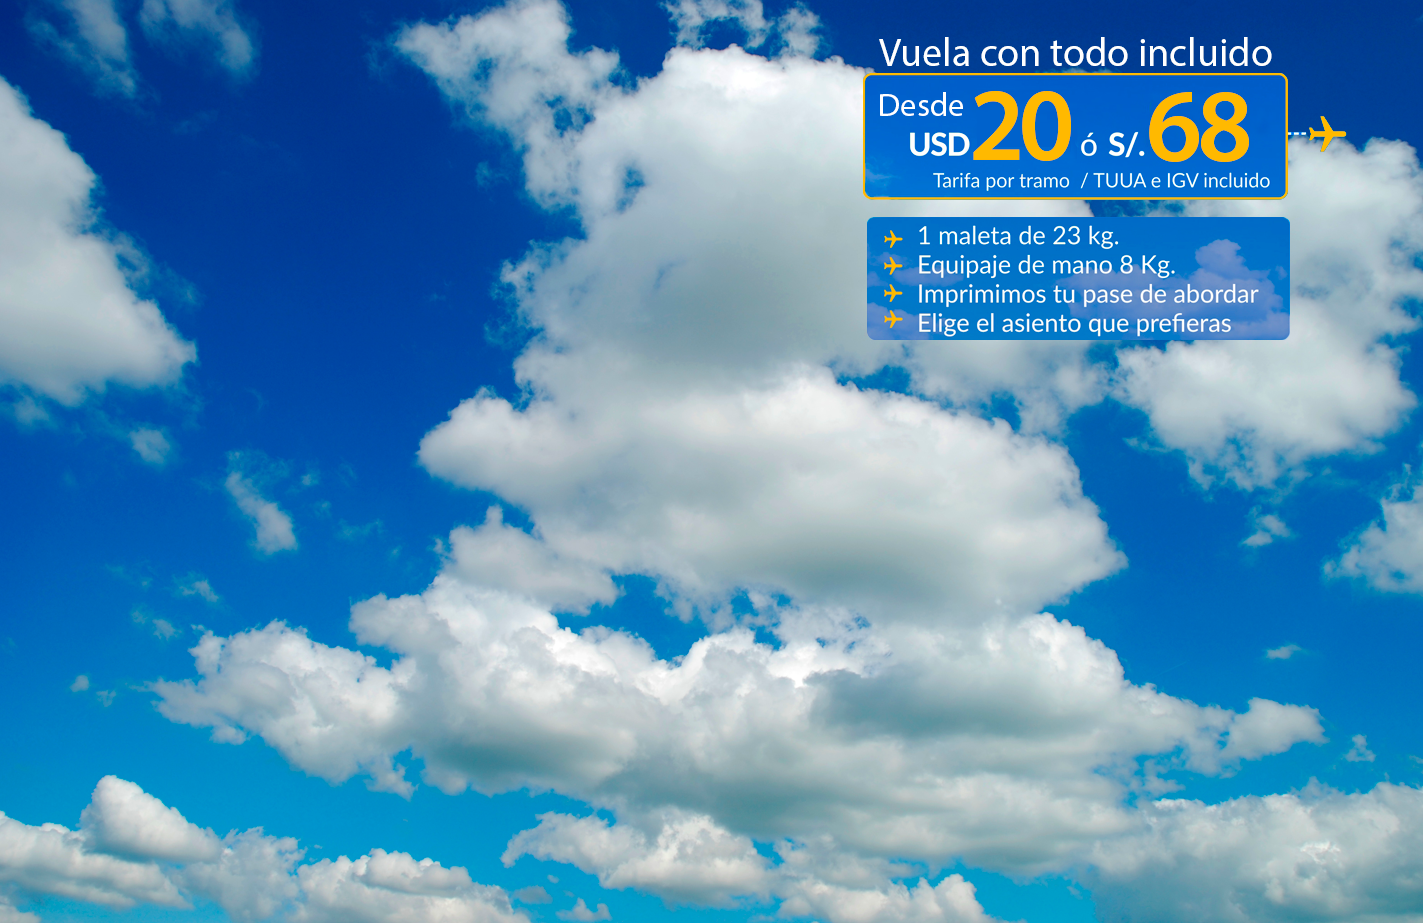 Vuela con todo incluido
Desde
USD 20 ó S/. 68
Tarifa por tramo / TUUA e IGV incluido
1 maleta de 23 kg.
Equipaje de mano 8 Kg.
Imprimimos tu pase de abordar
Elige el asiento que prefieras